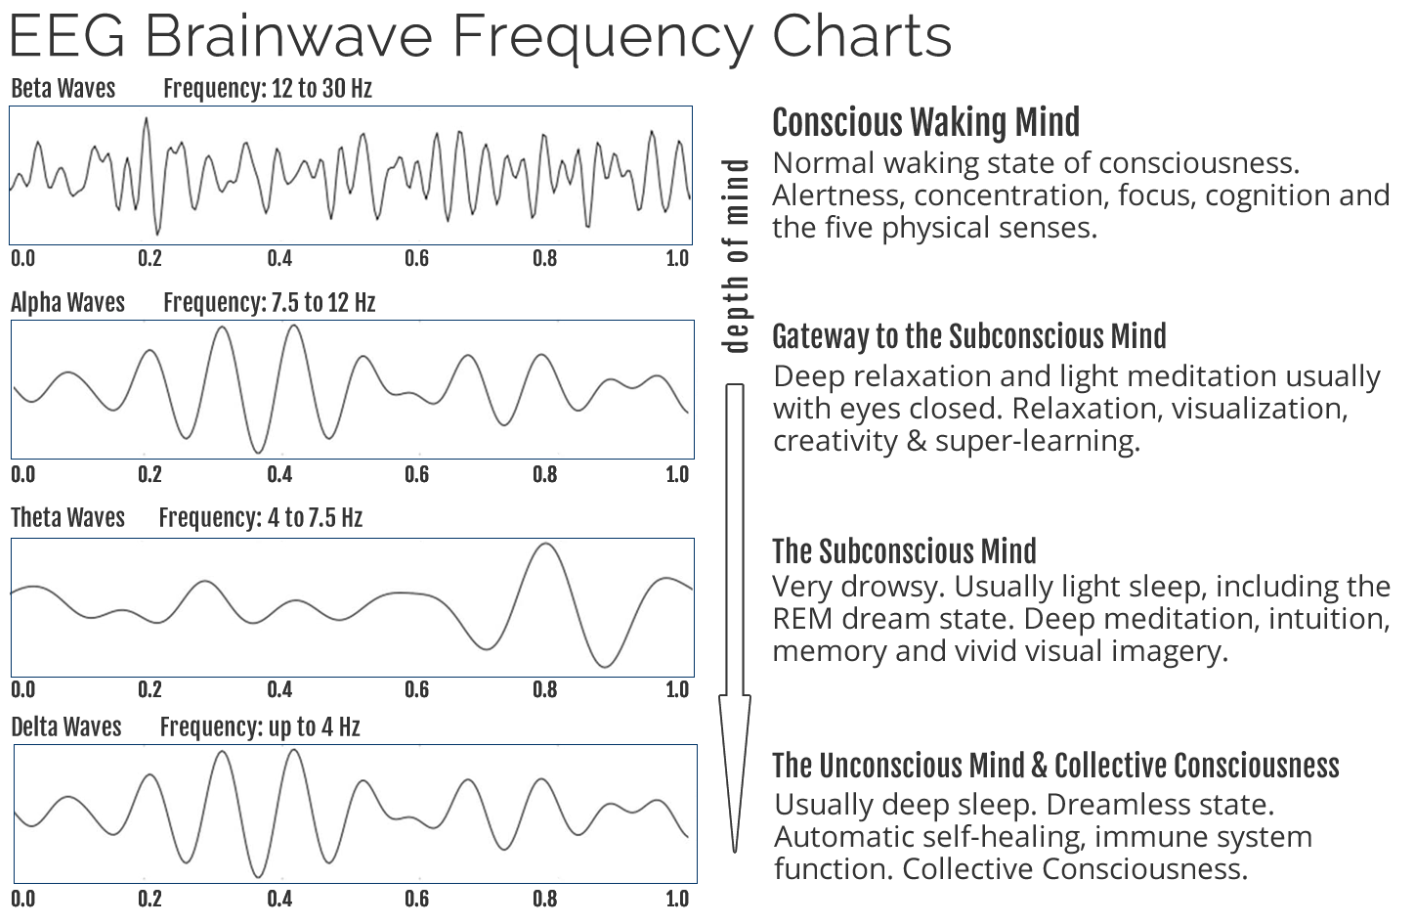 EEG Brainwave Frequency Charts
Beta Waves Frequency: 12 to 30 Hz
0.0 0.2 0.4 0.6 0.8 1.0
Conscious Waking Mind
Normal waking state of consciousness.
Alertness, concentration, focus, cognition and
the five physical senses.
depth of mind
Alpha Waves Frequency: 7.5 to 12 Hz
0.0 0.2 0.4 0.6 0.8 1.0
Gateway to the Subconscious Mind
Deep relaxation and light meditation usually
with eyes closed. Relaxation, visualization,
creativity & super-learning.
Theta Waves Frequency: 4 to 7.5 Hz
0.0 0.2 0.4 0.6 0.8 1.0
The Subconscious Mind
Very drowsy. Usually light sleep, including the
REM dream state. Deep meditation, intuition,
memory and vivid visual imagery.
Delta Waves Frequency: up to 4 Hz
0.0 0.2 0.4 0.6 0.8 1.0
The Unconscious Mind & Collective Consciousness
Usually deep sleep. Dreamless state.
Automatic self-healing, immune system
function. Collective Consciousness.